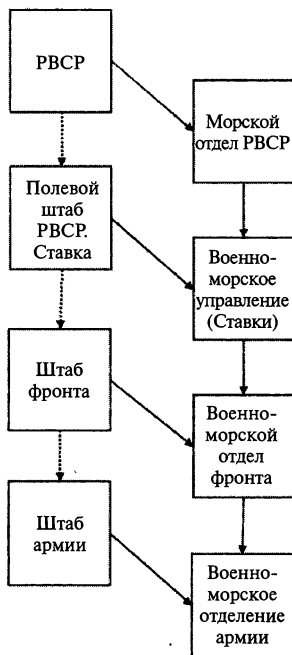 РВСР
Морской
отдел РВСР
Полевой
штаб
РВСР.
Ставка
Военно-
морское
управление
(Ставки)
Штаб
фронта
Военно-
морской
отдел
фронта
Штаб
армии
Военно-
морское
отделение
армии